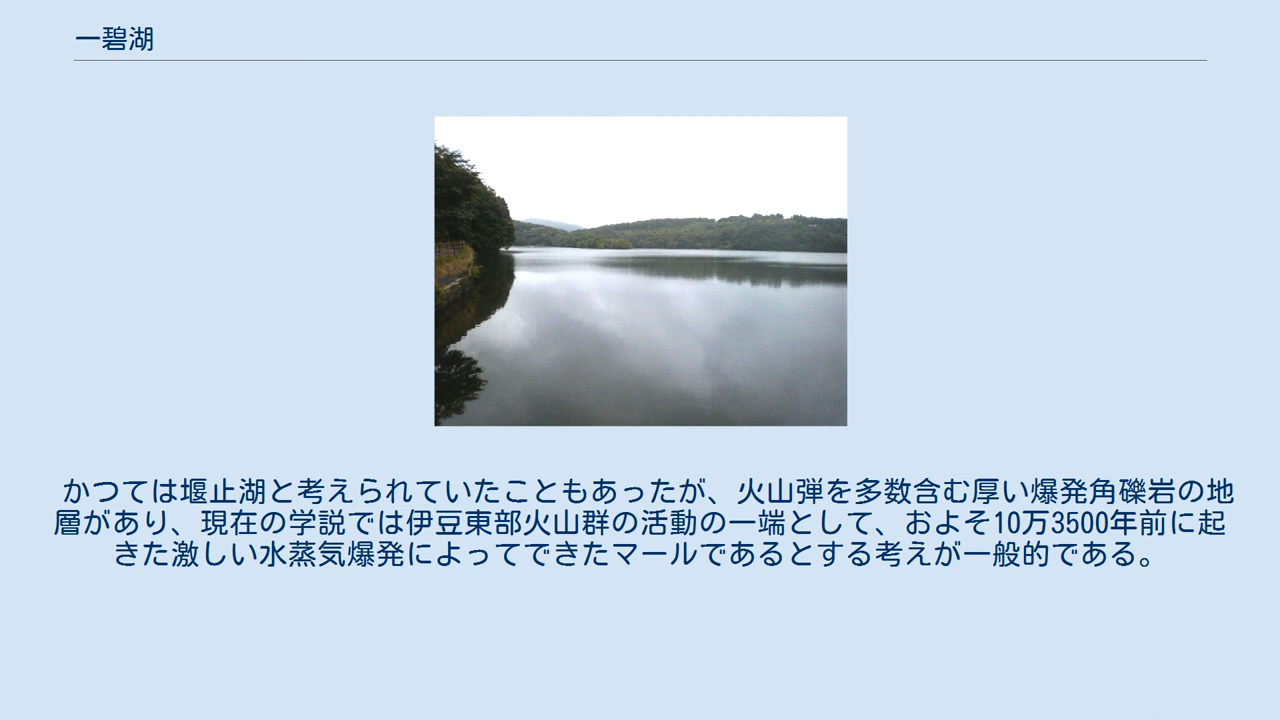 一碧湖
かつては堰止湖と考えられていたこともあったが、火山弾を多数含む厚い爆発角礫岩の地
層があり、現在の学説では伊豆東部火山群の活動の一端として、およそ10万3500年前に起
きた激しい水蒸気爆発によってできたマールであるとする考えが一般的である。